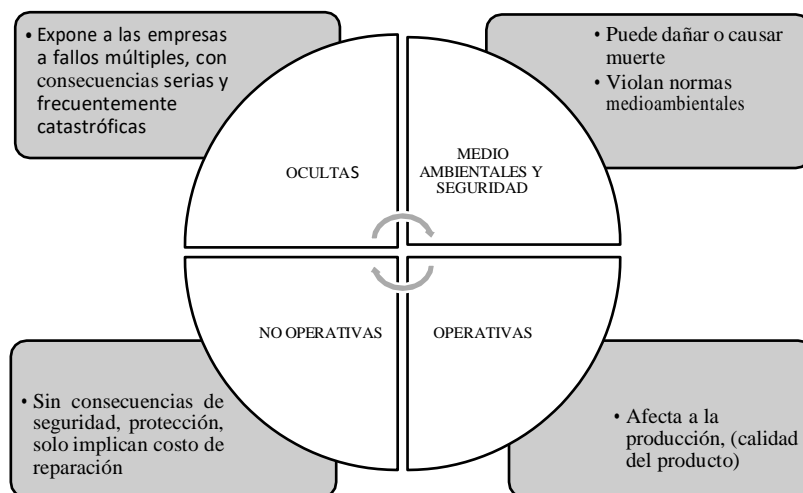 • Expone a las empresas
a fallos múltiples, con
consecuencias serias y
frecuentemente
catastróficas
• Puede dañar o causar
muerte
• Violan normas
medioambientales
OCULTAS
MEDIO
AMBIENTALES Y
SEGURIDAD
NO OPERATIVAS
OPERATIVAS
• Sin consecuencias de
seguridad, protección,
solo implican costo de
reparación
• Afecta a la
producción, (calidad
del producto)